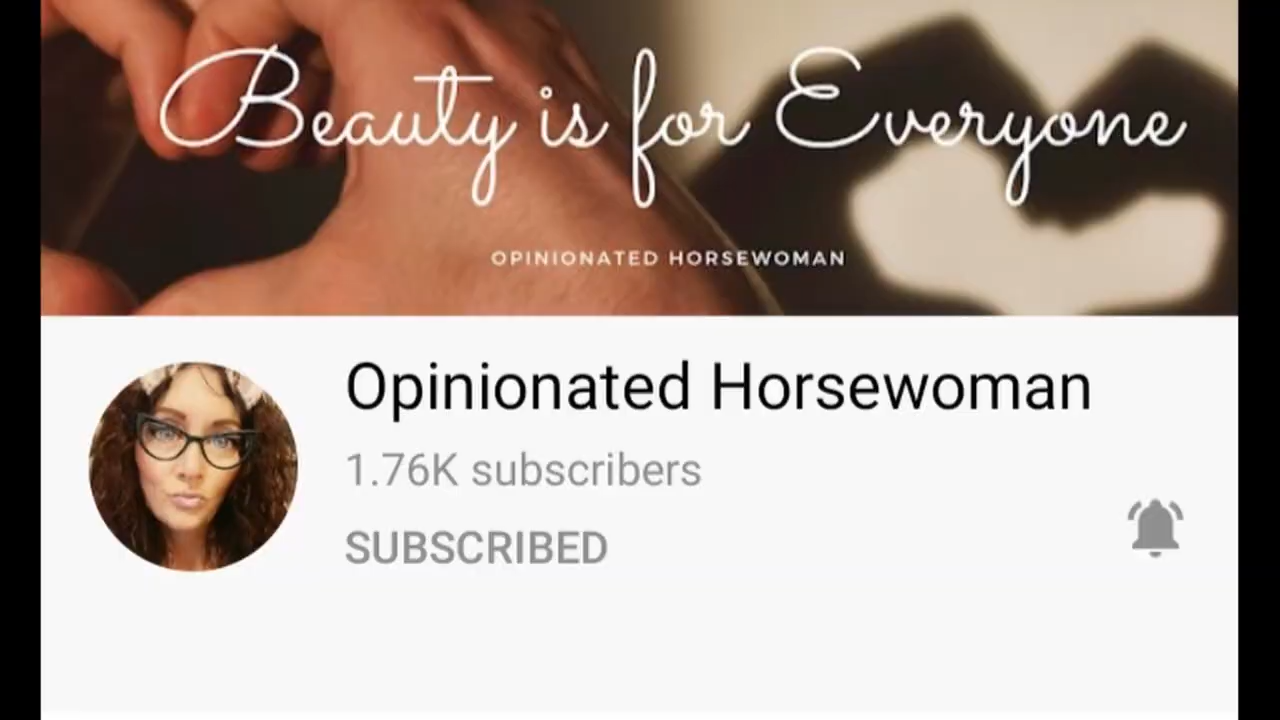 Beauty is for Everyone
OPINIONATED HORSEWOMAN
Opinionated Horsewoman
1.76K subscribers
SUBSCRIBED